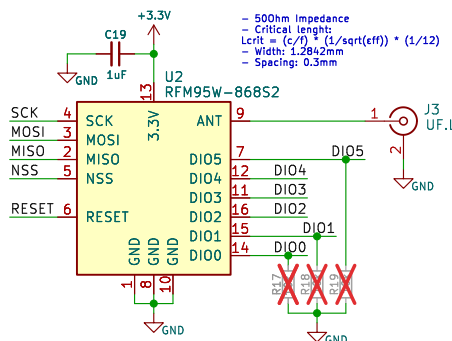 +3.3V
- 50Ohm Impedance
- Critical lenght:
Lcrit = (c/f) * (1/sqrt(εff)) * (1/12)
- Width: 1.2842mm
- Spacing: 0.3mm
C19
1uF
GND
U2
RFM95W-868S2
13
3.3V
SCK 4 SCK
MOSI 3 MOSI
MISO 2 MISO
NSS 5 NSS
RESET 6 RESET
ANT 9
1
J3
UF.L
2
GND
DIO5 7 DIO5
DIO4 12 DIO4
DIO3 11 DIO3
DIO2 16 DIO2
DIO1 15 DIO1
DIO0 14 DIO0
GND GND GND
1 8 10
GND
R17 R18 R19
GND